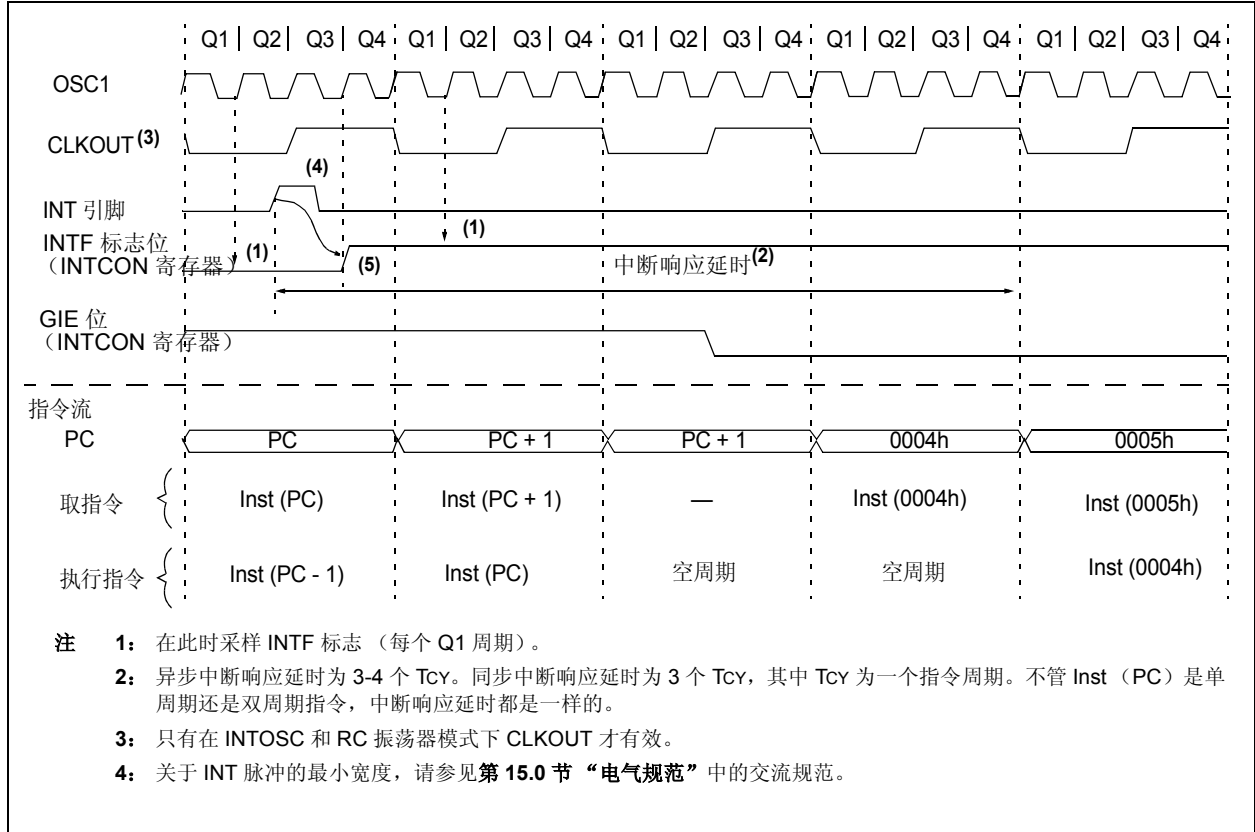 Q1 | Q2 | Q3 | Q4 Q1 | Q2 | Q3 | Q4 Q1 | Q2 | Q3 | Q4 Q1 | Q2 | Q3 | Q4 Q1 | Q2 | Q3 | Q4
OSC1
CLKOUT (3)
(4)
INT 引脚
(1)
INTF 标志位
（INTCON 寄存器）
(1)
(5)
中断响应延时(2)
GIE 位
（INTCON 寄存器）
指令流
PC PC PC + 1 PC + 1 0004h 0005h
取指令 Inst (PC) Inst (PC + 1) — Inst (0004h) Inst (0005h)
执行指令 Inst (PC - 1) Inst (PC) 空周期 空周期 Inst (0004h)
注 1： 在此时采样 INTF 标志 （每个 Q1 周期）。
2： 异步中断响应延时为 3-4 个 TCY。同步中断响应延时为 3 个 TCY，其中 TCY 为一个指令周期。不管 Inst （PC）是单
周期还是双周期指令，中断响应延时都是一样的。
3： 只有在 INTOSC 和 RC 振荡器模式下 CLKOUT 才有效。
4： 关于 INT 脉冲的最小宽度，请参见第 15.0 节 “电气规范”中的交流规范。